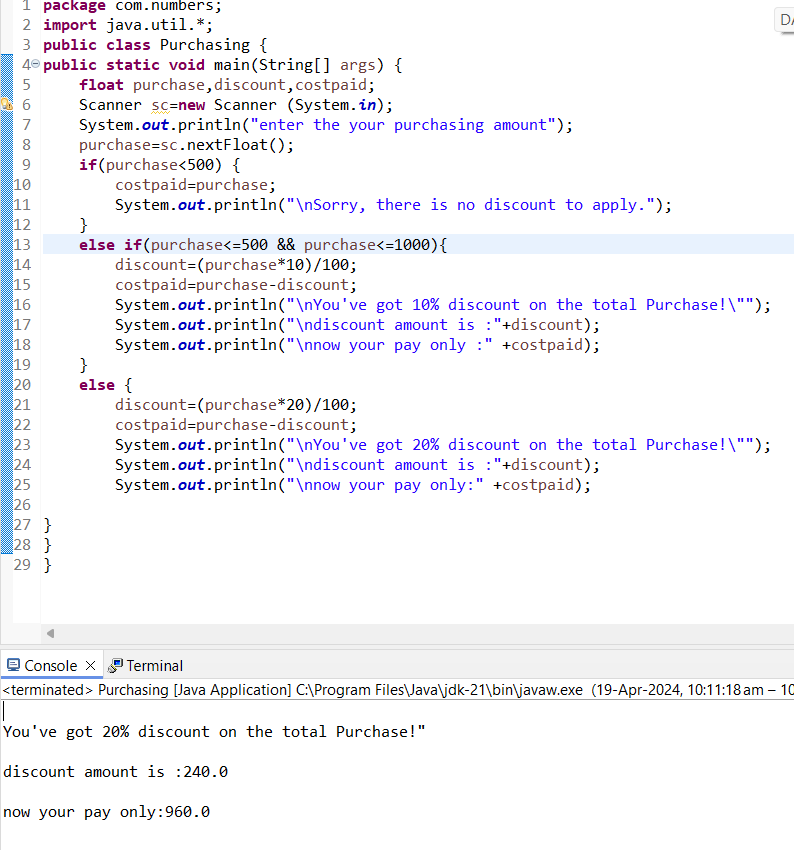 1 package com.numbers;
2 import java.util.*;
3 public class Purchasing {
4 public static void main(String[] args) {
5 float purchase,discount,costpaid;
6 Scanner sc=new Scanner (System.in);
7 System.out.println("enter the your purchasing amount");
8 purchase=sc.nextFloat();
9 if(purchase<500) {
10 costpaid=purchase;
11 System.out.println("\nSorry, there is no discount to apply.");
12 }
13 else if(purchase<=500 && purchase<=1000){
14 discount=(purchase*10)/100;
15 costpaid=purchase-discount;
16 System.out.println("\nYou've got 10% discount on the total Purchase!\"");
17 System.out.println("\ndiscount amount is :"+discount);
18 System.out.println("\nnow your pay only :" +costpaid);
19 }
20 else {
21 discount=(purchase*20)/100;
22 costpaid=purchase-discount;
23 System.out.println("\nYou've got 20% discount on the total Purchase!\"");
24 System.out.println("\ndiscount amount is :"+discount);
25 System.out.println("\nnow your pay only:" +costpaid);
26
27 }
28 }
29 }
Console Terminal
<terminated> Purchasing [Java Application] C:\Program Files\Java\jdk-21\bin\javaw.exe (19-Apr-2024, 10:11:18 am – 10
You've got 20% discount on the total Purchase!"
discount amount is :240.0
now your pay only:960.0